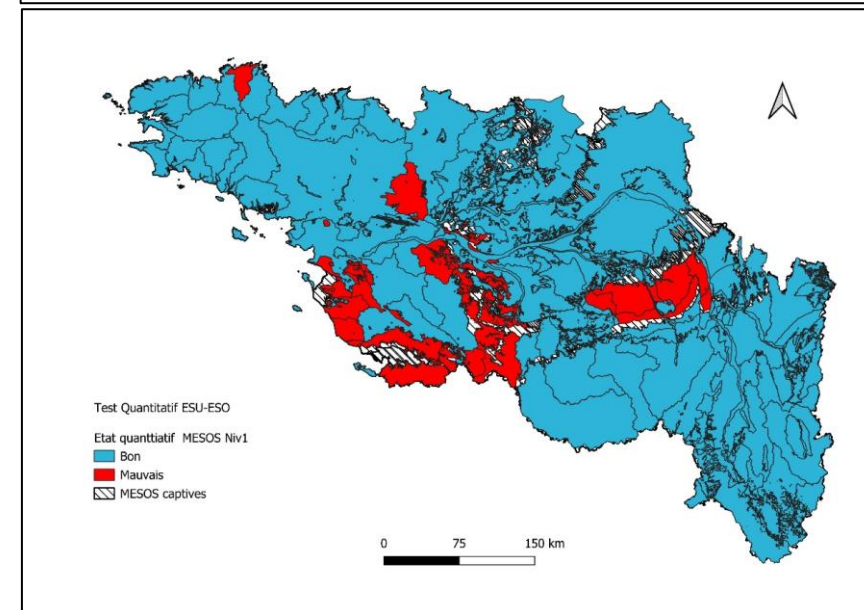 Test Quantitatif ESU-ESO
Etat quanttiatif MESOS Niv1
Bon
Mauvais
MESOS captives
0 75 150 km